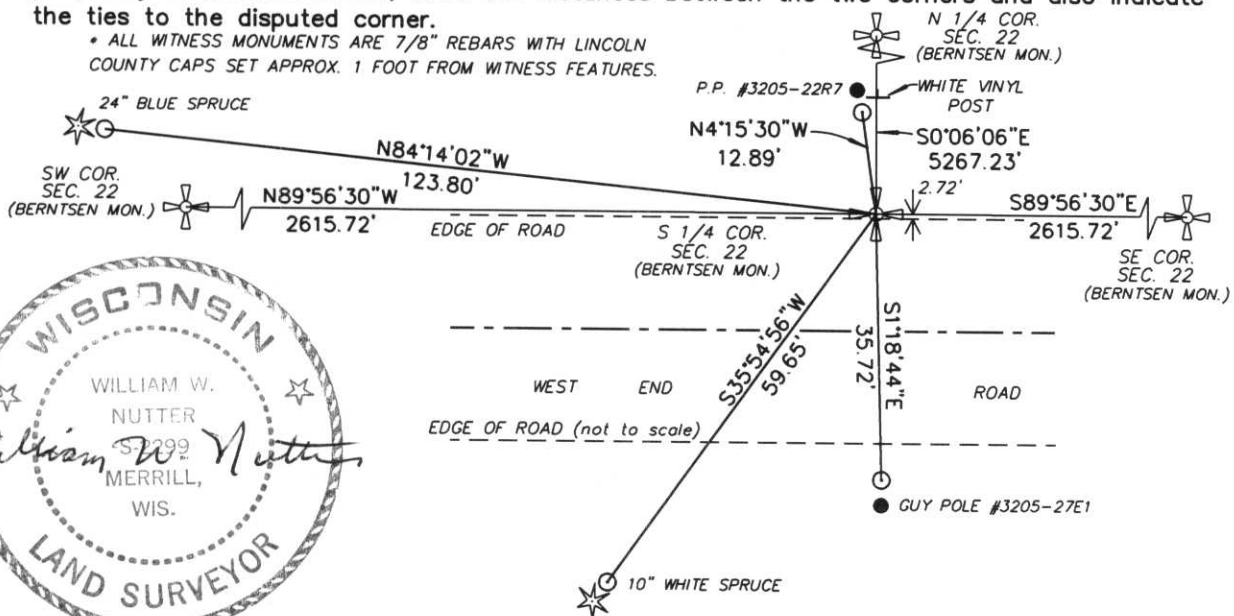 the ties to the disputed corner.
* ALL WITNESS MONUMENTS ARE 7/8" REBARS WITH LINCOLN
COUNTY CAPS SET APPROX. 1 FOOT FROM WITNESS FEATURES.
N 1/4 COR.
SEC. 22
(BERNTSEN MON.)
P.P. #3205-22R7
WHITE VINYL
POST
24" BLUE SPRUCE
N4°15'30"W
12.89'
S0°06'06"E
5267.23'
N84°14'02"W
123.80'
SW COR.
SEC. 22
(BERNTSEN MON.)
N89°56'30"W
2615.72'
2.72'
S89°56'30"E
2615.72'
EDGE OF ROAD
S 1/4 COR.
SEC. 22
(BERNTSEN MON.)
SE COR.
SEC. 22
(BERNTSEN MON.)
S35°54'56"W
59.65'
S1°18'44"E
35.72'
WEST END ROAD
EDGE OF ROAD (not to scale)
GUY POLE #3205-27E1
10" WHITE SPRUCE
WISCONSIN
WILLIAM W.
NUTTER
S-2299
MERRILL,
WIS.
LAND SURVEYOR
William W. Nutter